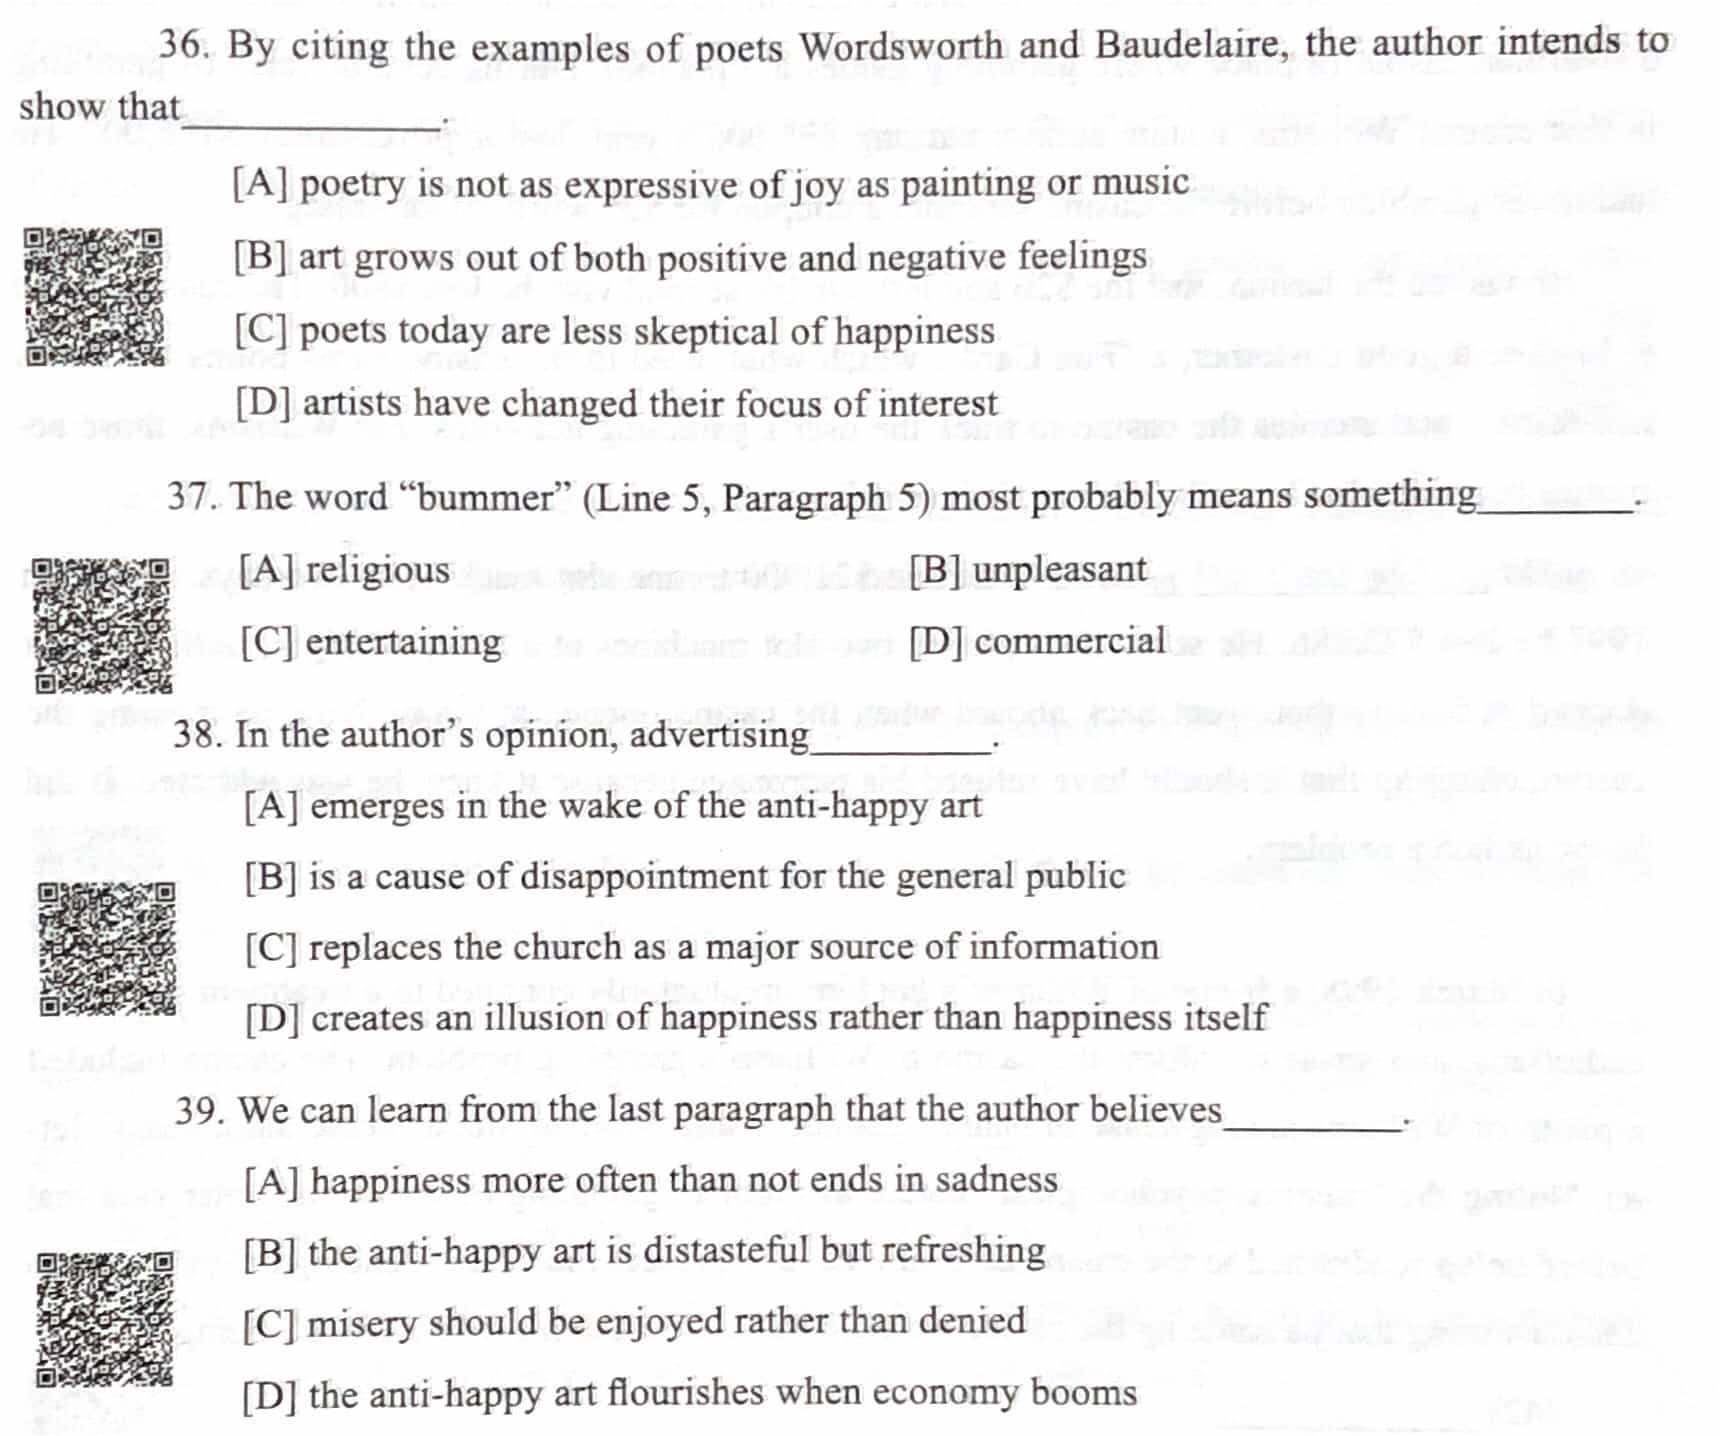 36. By citing the examples of poets Wordsworth and Baudelaire, the author intends to
show that________.
[A] poetry is not as expressive of joy as painting or music
[B] art grows out of both positive and negative feelings
[C] poets today are less skeptical of happiness
[D] artists have changed their focus of interest
37. The word “bummer” (Line 5, Paragraph 5) most probably means something________.
[A] religious [B] unpleasant
[C] entertaining [D] commercial
38. In the author’s opinion, advertising________.
[A] emerges in the wake of the anti-happy art
[B] is a cause of disappointment for the general public
[C] replaces the church as a major source of information
[D] creates an illusion of happiness rather than happiness itself
39. We can learn from the last paragraph that the author believes________.
[A] happiness more often than not ends in sadness
[B] the anti-happy art is distasteful but refreshing
[C] misery should be enjoyed rather than denied
[D] the anti-happy art flourishes when economy booms